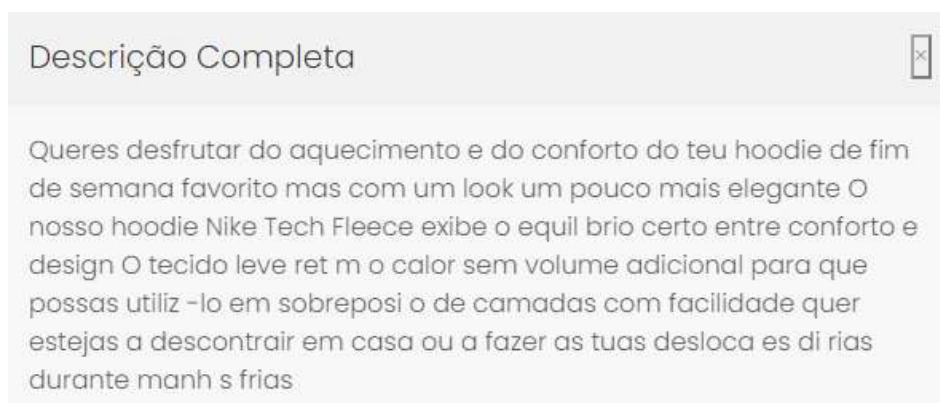 Descrição Completa
×
Queres desfrutar do aquecimento e do conforto do teu hoodie de fim
de semana favorito mas com um look um pouco mais elegante O
nosso hoodie Nike Tech Fleece exibe o equil brio certo entre conforto e
design O tecido leve ret m o calor sem volume adicional para que
possas utiliz -lo em sobreposi o de camadas com facilidade quer
estejas a descontrair em casa ou a fazer as tuas desloca es di rias
durante manh s frias